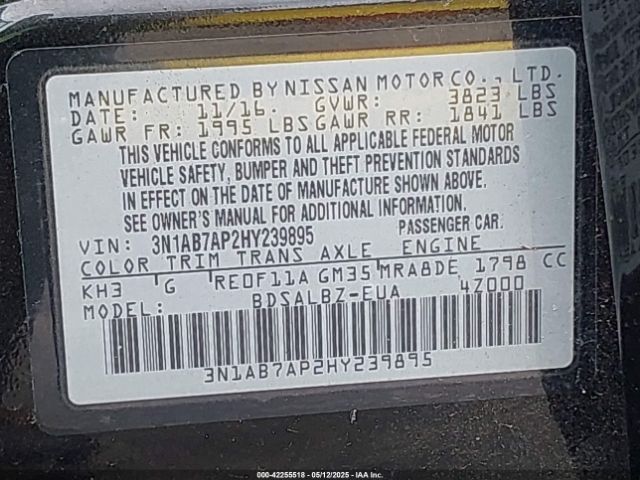 MANUFACTURED BY NISSAN MOTOR CO., LTD.
DATE: 11/16 GVWR: 3823 LBS
GAWR FR: 1995 LBS GAWR RR: 1841 LBS
THIS VEHICLE CONFORMS TO ALL APPLICABLE FEDERAL MOTOR
VEHICLE SAFETY, BUMPER AND THEFT PREVENTION STANDARDS
IN EFFECT ON THE DATE OF MANUFACTURE SHOWN ABOVE.
SEE OWNER'S MANUAL FOR ADDITIONAL INFORMATION.
VIN: 3N1AB7AP2HY239895 PASSENGER CAR.
COLOR TRIM TRANS AXLE ENGINE
KH3 G RE0F11A GM35 MRA8DE 1798 CC
MODEL: BDSALBZ-EUA 4Z000
3N1AB7AP2HY239895
000-42255518 - 05/12/2025 - IAA, Inc.